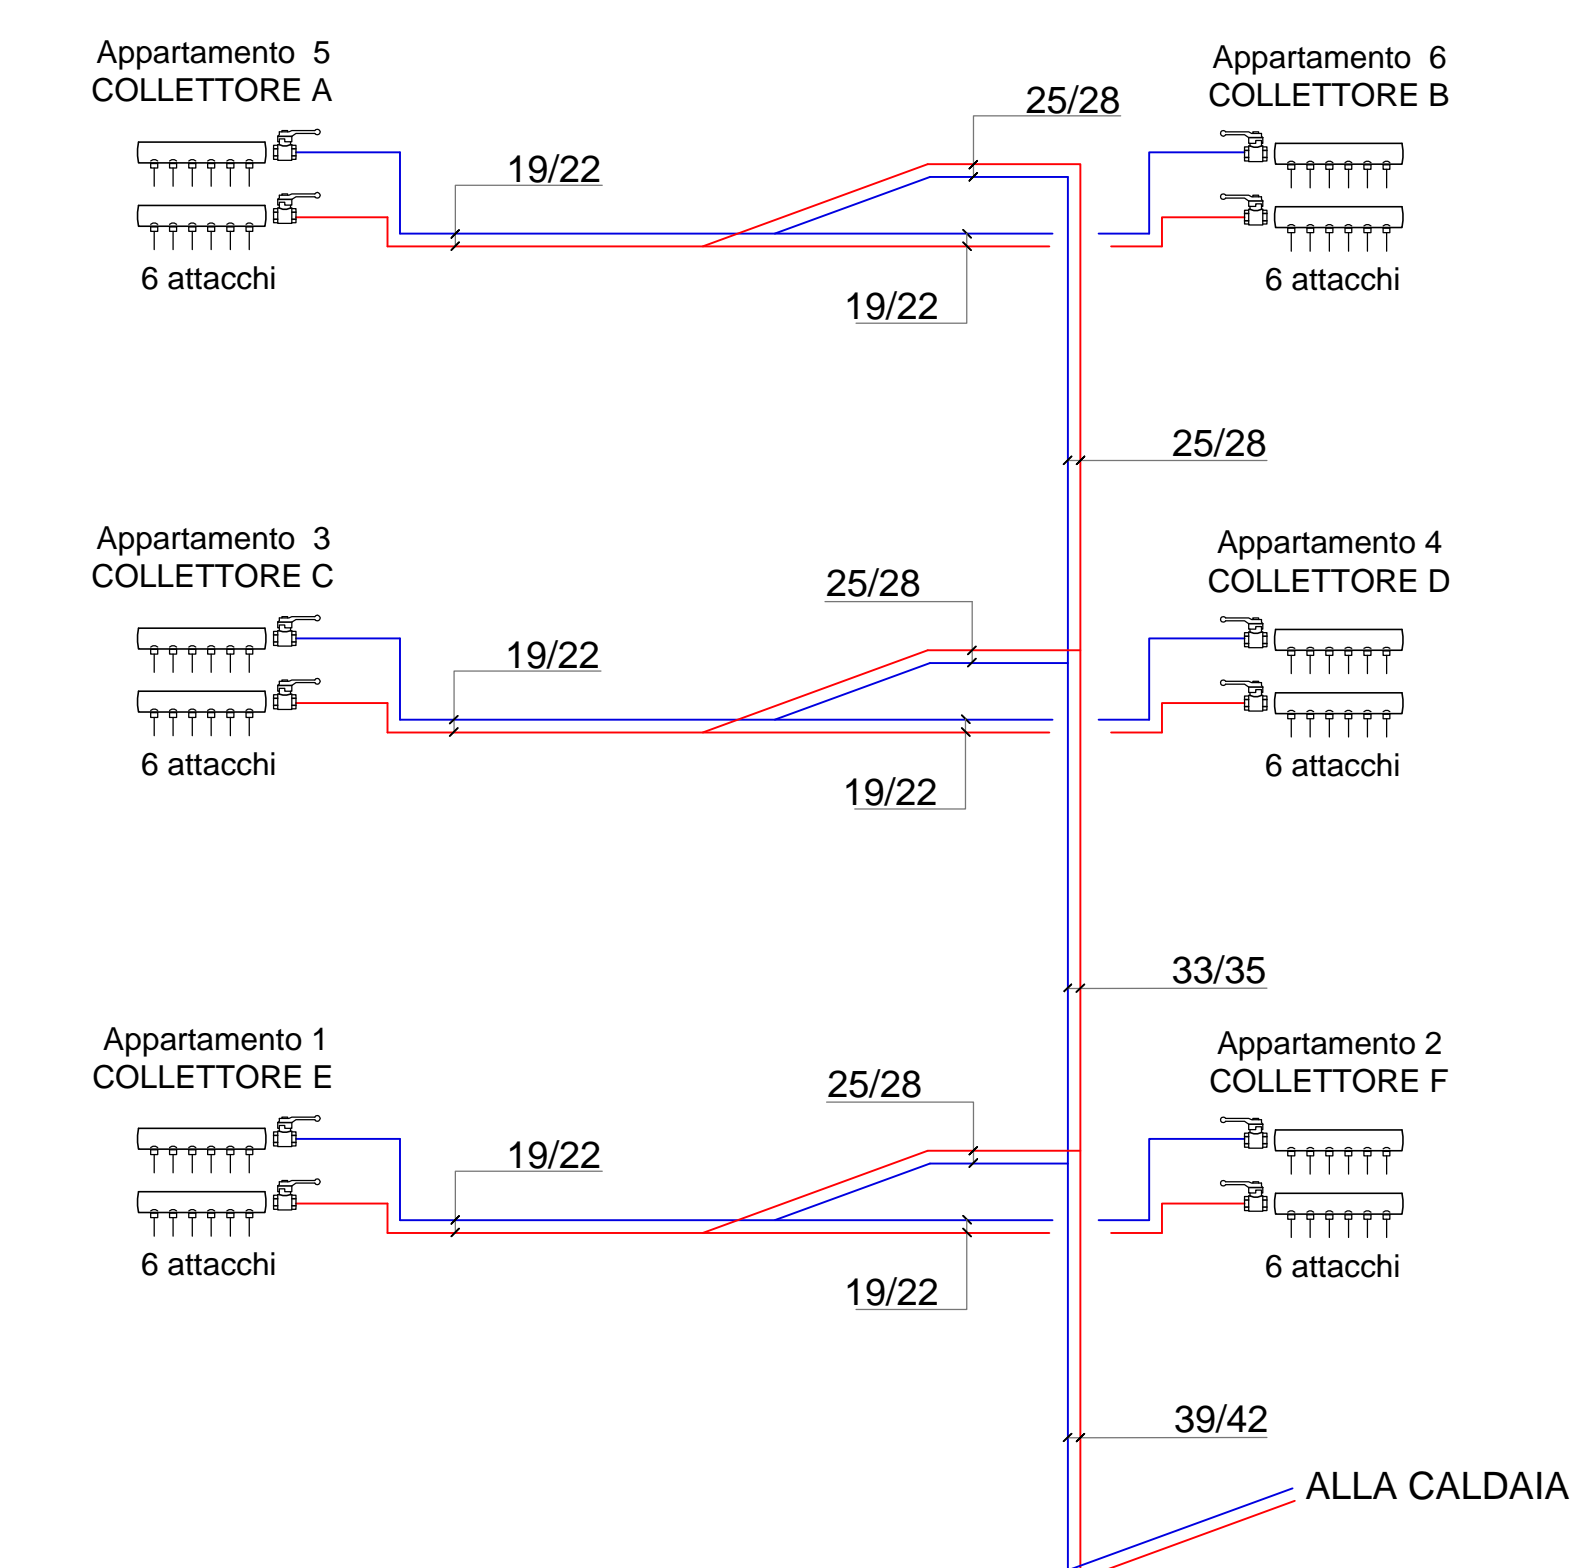 Appartamento 5
COLLETTORE A
6 attacchi
19/22
25/28
19/22
Appartamento 6
COLLETTORE B
6 attacchi
25/28
Appartamento 3
COLLETTORE C
6 attacchi
19/22
25/28
19/22
Appartamento 4
COLLETTORE D
6 attacchi
33/35
Appartamento 1
COLLETTORE E
6 attacchi
19/22
25/28
19/22
Appartamento 2
COLLETTORE F
6 attacchi
39/42
ALLA CALDAIA